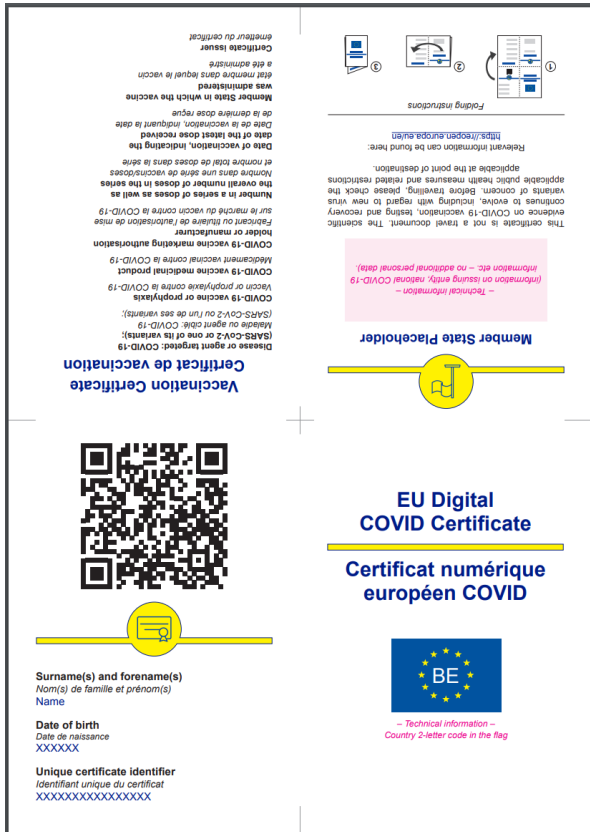 Vaccination Certificate
Certificat de vaccination
Disease or agent targeted: COVID-19
(SARS-CoV-2 or one of its variants);
Maladie ou agent ciblé: COVID-19
(SARS-CoV-2 ou l'un de ses variants):
COVID-19 vaccine or prophylaxis
Vaccin or prophylaxe contre la COVID-19
COVID-19 vaccine medicinal product
Médicament vaccinal contre la COVID-19
COVID-19 vaccine marketing authorisation
holder or manufacturer
Fabricant ou titulaire de l'autorisation de mise
sur le marché du vaccin contre la COVID-19
Number in a series of doses as well as
the overal number of doses in the series
Nombre dans une série de vaccins/doses
et nombre total de doses dans la série
Date of vaccination, indicating the
date of the latest dose received
Date de la vaccination, indiquant la date
de la dernière dose reçue
Member State in which the vaccine
was administered
état membre dans lequel le vaccin
a été administré
Certificate issuer
émetteur du certificat
Member State Placeholder
– Technical information –
(information on issuing entity, national COVID-19
information etc. – no additional personal data).
This certificate is not a travel document. The scientific
evidence on COVID-19 vaccination, testing and recovery
continues to evolve, including with regard to new virus
variants of concern. Before travelling, please check the
applicable public health measures and related restrictions
applicable at the point of destination.
Relevant information can be found here:
https://reopen.europa.eu/en
Folding instructions
1
2
3
Surname(s) and forename(s)
Nom(s) de famille et prénom(s)
Name
Date of birth
Date de naissance
XXXXXX
Unique certificate identifier
Identifiant unique du certificat
XXXXXXXXXXXXXXXX
EU Digital
COVID Certificate
Certificat numérique
européen COVID
BE
– Technical information –
Country 2-letter code in the flag